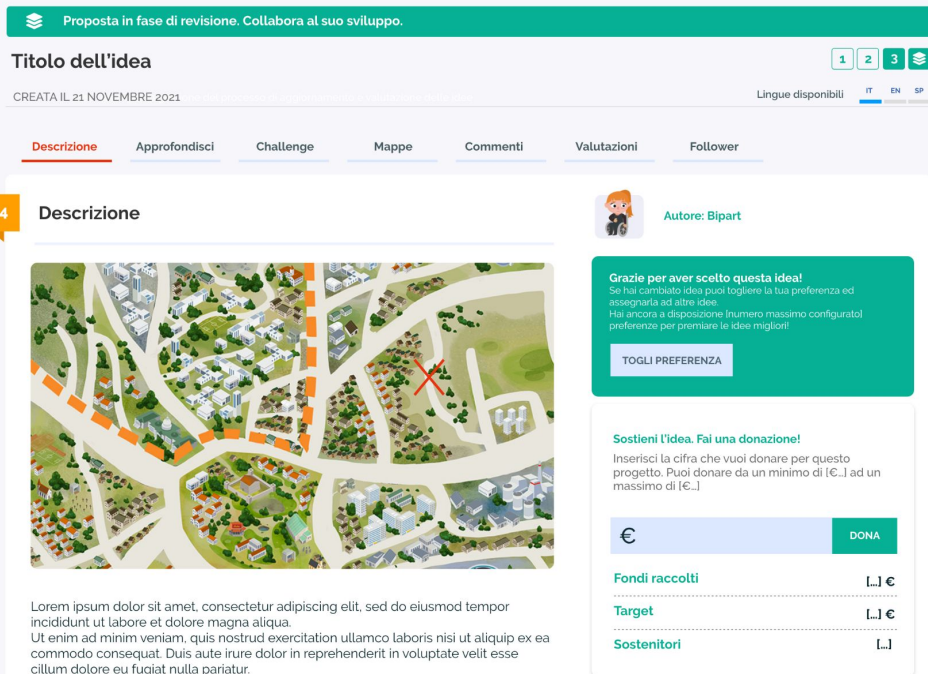 Proposta in fase di revisione. Collabora al suo sviluppo.
Titolo dell'idea
1 2 3
CREATA IL 21 NOVEMBRE 2021
Lingue disponibili IT EN SP
Descrizione Approfondisci Challenge Mappe Commenti Valutazioni Follower
4
Descrizione
Autore: Bipart
Grazie per aver scelto questa idea!
Se hai cambiato idea puoi togliere la tua preferenza ed
assegnarla ad altre idee.
Hai ancora a disposizione [numero massimo configurato]
preferenze per premiare le idee migliori!
TOGLI PREFERENZA
Sostieni l'idea. Fai una donazione!
Inserisci la cifra che vuoi donare per questo
progetto. Puoi donare da un minimo di [€...] ad un
massimo di [€...]
€ DONA
Fondi raccolti [...] €
Target [...] €
Sostenitori [...]
Lorem ipsum dolor sit amet, consectetur adipiscing elit, sed do eiusmod tempor
incididunt ut labore et dolore magna aliqua.
Ut enim ad minim veniam, quis nostrud exercitation ullamco laboris nisi ut aliquip ex ea
commodo consequat. Duis aute irure dolor in reprehenderit in voluptate velit esse
cillum dolore eu fugiat nulla pariatur.